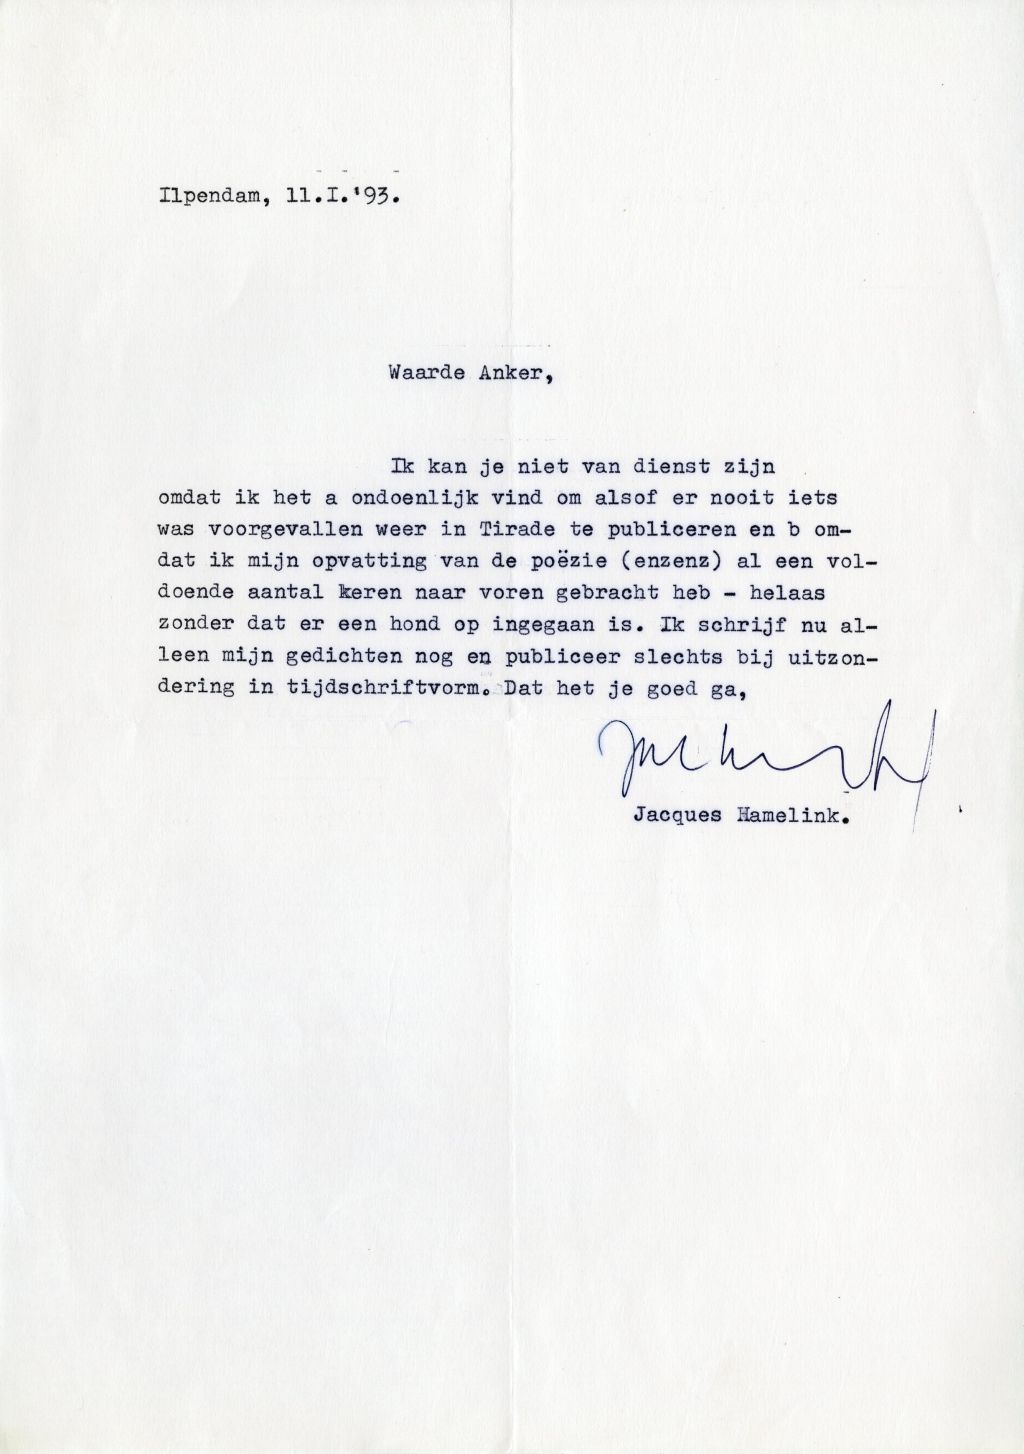 Ilpendam, 11.I.'93.
Waarde Anker,
Ik kan je niet van dienst zijn
omdat ik het a ondoenlijk vind om alsof er nooit iets
was voorgevallen weer in Tirade te publiceren en b om-
dat ik mijn opvatting van de poëzie (enzenz) al een vol-
doende aantal keren naar voren gebracht heb - helaas
zonder dat er een hond op ingegaan is. Ik schrijf nu al-
leen mijn gedichten nog en publiceer slechts bij uitzon-
dering in tijdschriftvorm. Dat het je goed ga,
Jacques Hamelink.